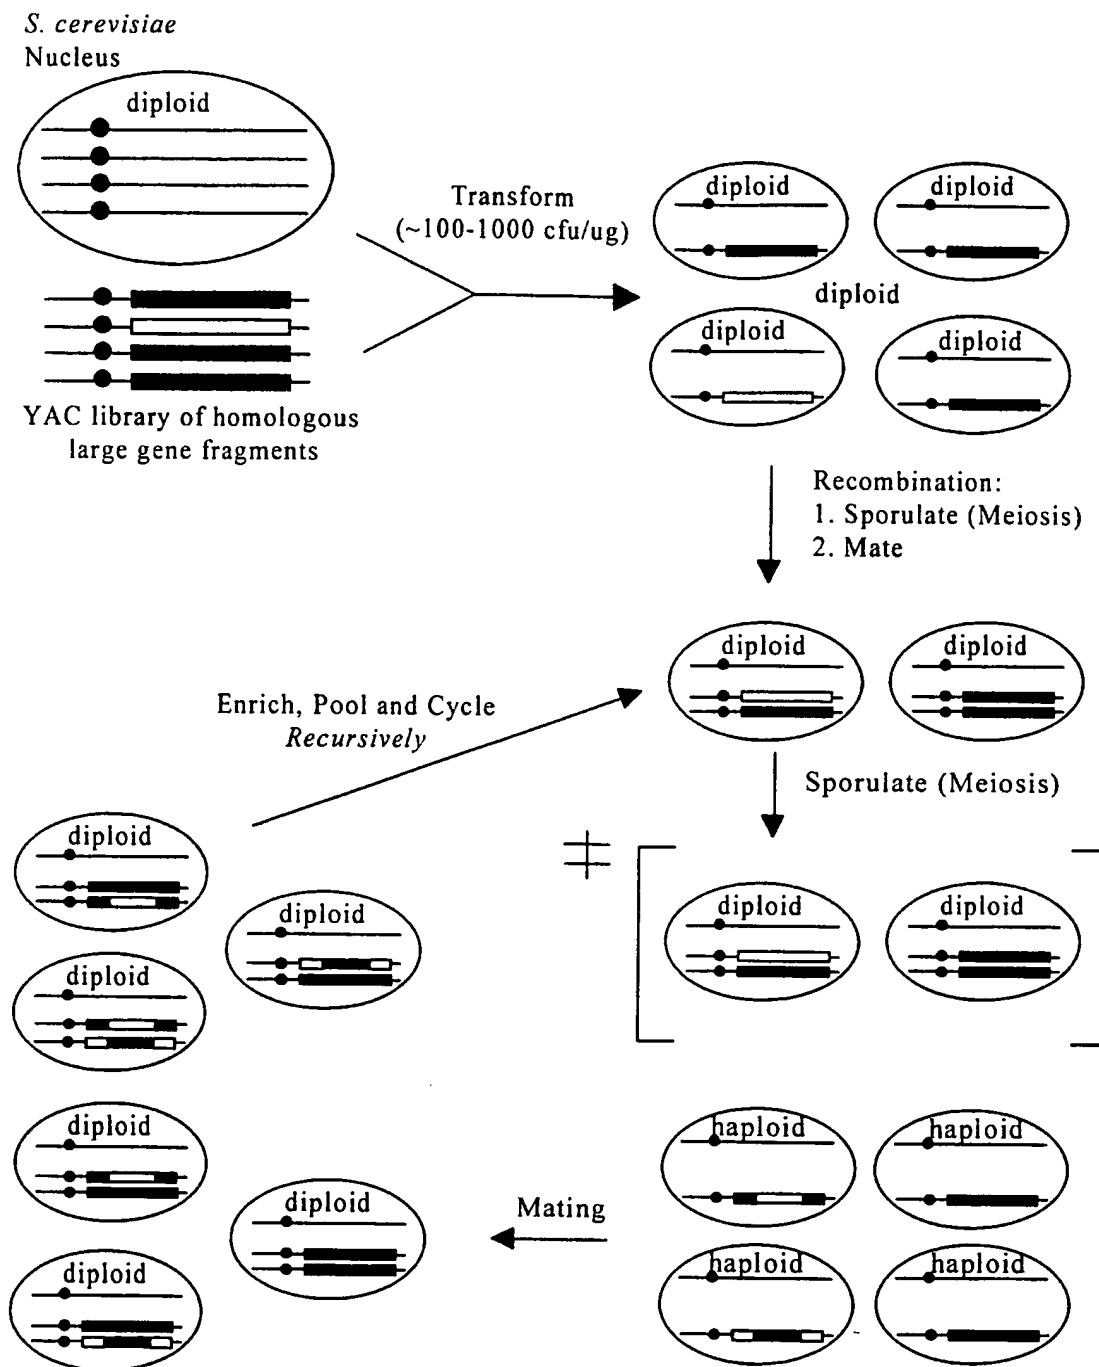 S. cerevisiae
Nucleus
diploid
YAC library of homologous
large gene fragments
Transform
(~100-1000 cfu/ug)
diploid
diploid
diploid
diploid
diploid
Recombination:
1. Sporulate (Meiosis)
2. Mate
diploid
diploid
Enrich, Pool and Cycle
Recursively
Sporulate (Meiosis)
diploid
diploid
diploid
diploid
diploid
diploid
diploid
diploid
haploid
haploid
haploid
haploid
Mating